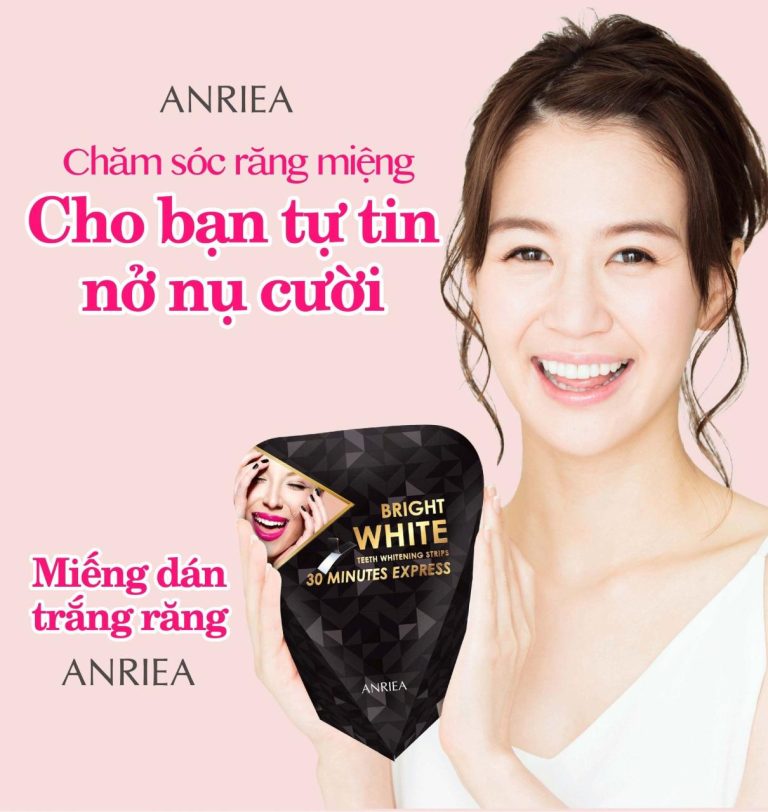 ANRIEA
Chăm sóc răng miệng
Cho bạn tự tin
nở nụ cười
BRIGHT
WHITE
TEETH WHITENING STRIPS
30 MINUTES EXPRESS
ANRIEA
Miếng dán
trắng răng
ANRIEA